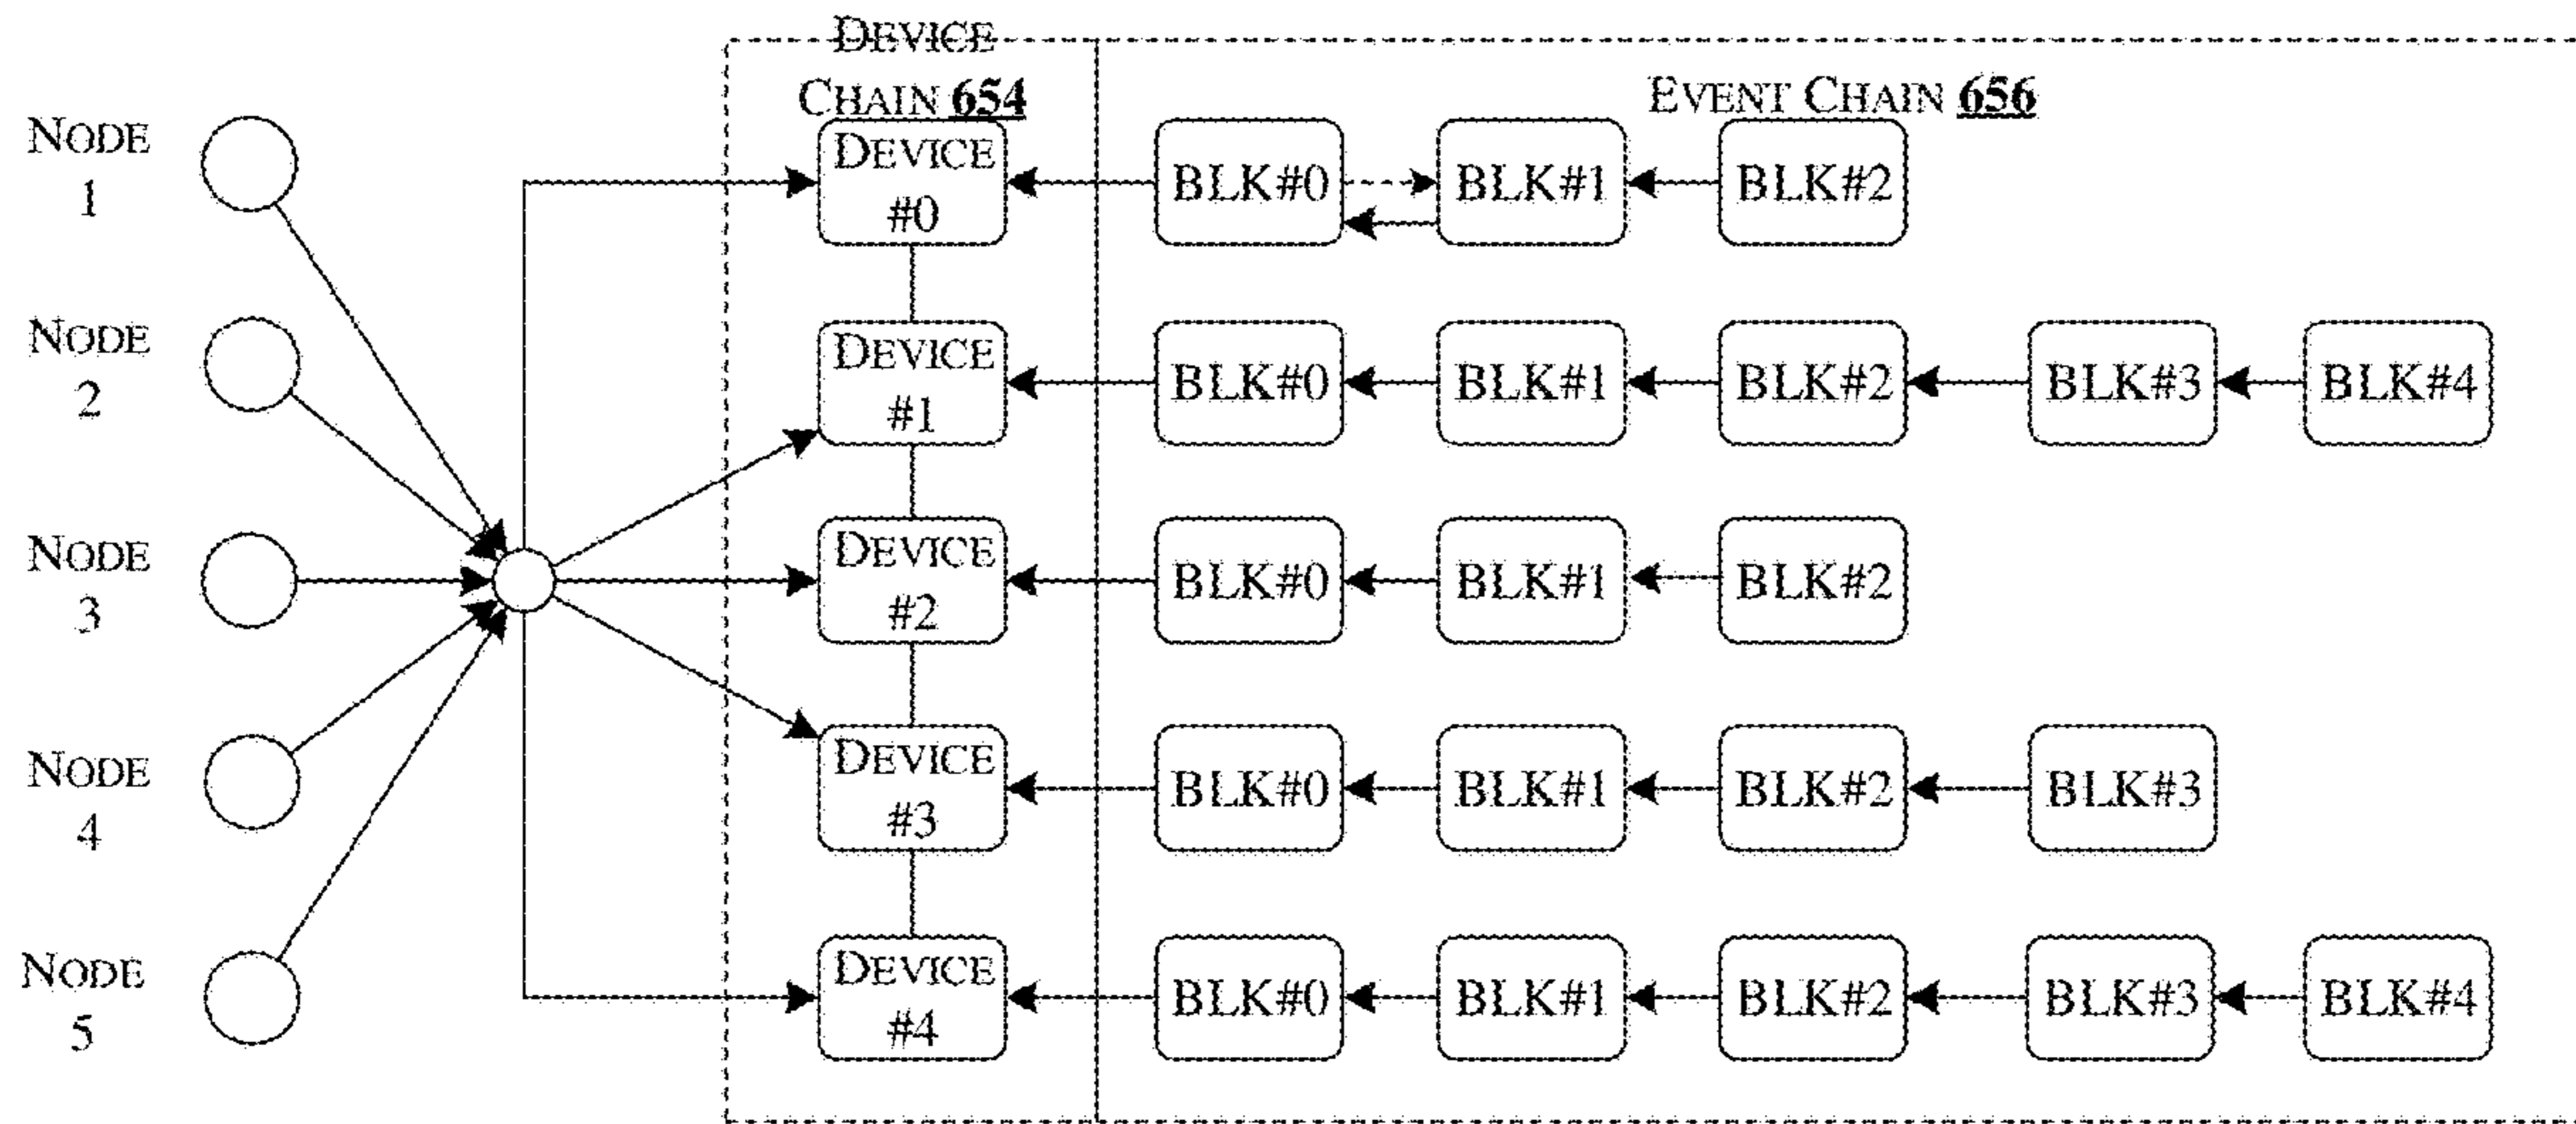 DEVICE
CHAIN 654
EVENT CHAIN 656
NODE
1
DEVICE
#0
BLK#0
BLK#1
BLK#2
NODE
2
DEVICE
#1
BLK#0
BLK#1
BLK#2
BLK#3
BLK#4
NODE
3
DEVICE
#2
BLK#0
BLK#1
BLK#2
NODE
4
DEVICE
#3
BLK#0
BLK#1
BLK#2
BLK#3
NODE
5
DEVICE
#4
BLK#0
BLK#1
BLK#2
BLK#3
BLK#4